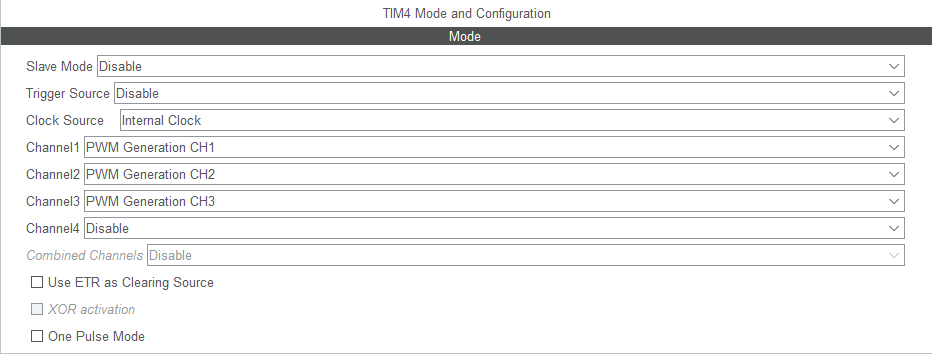 TIM4 Mode and Configuration
Mode
Slave Mode Disable
Trigger Source Disable
Clock Source Internal Clock
Channel1 PWM Generation CH1
Channel2 PWM Generation CH2
Channel3 PWM Generation CH3
Channel4 Disable
Combined Channels Disable
Use ETR as Clearing Source
XOR activation
One Pulse Mode